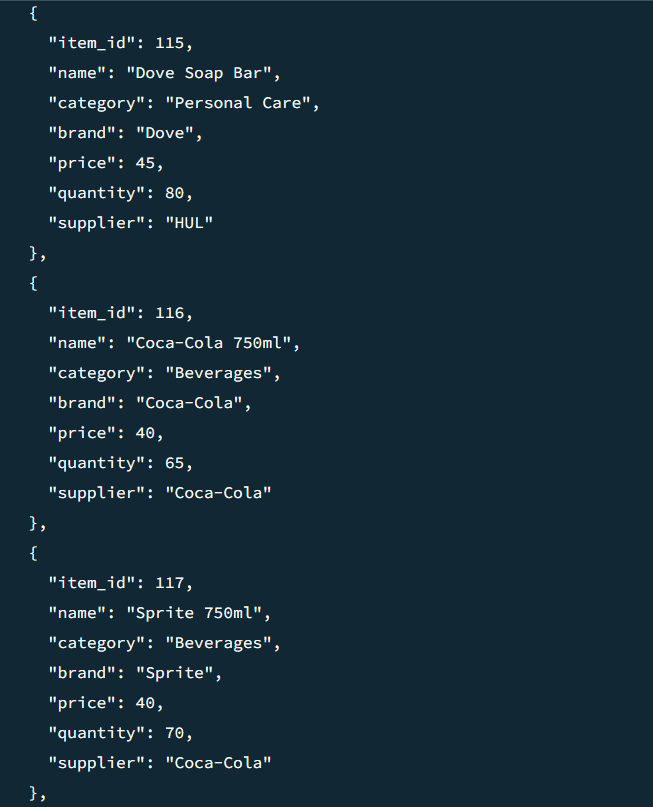 {
"item_id": 115,
"name": "Dove Soap Bar",
"category": "Personal Care",
"brand": "Dove",
"price": 45,
"quantity": 80,
"supplier": "HUL"
},
{
"item_id": 116,
"name": "Coca-Cola 750ml",
"category": "Beverages",
"brand": "Coca-Cola",
"price": 40,
"quantity": 65,
"supplier": "Coca-Cola"
},
{
"item_id": 117,
"name": "Sprite 750ml",
"category": "Beverages",
"brand": "Sprite",
"price": 40,
"quantity": 70,
"supplier": "Coca-Cola"
},